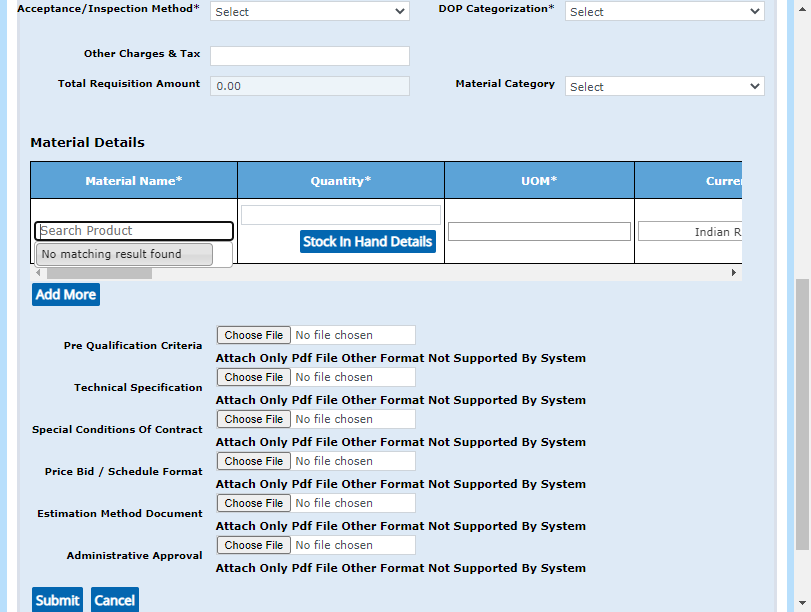 Acceptance/Inspection Method* Select DOP Categorization* Select
Other Charges & Tax
Total Requisition Amount 0.00 Material Category Select
Material Details
Material Name* Quantity* UOM*
Search Product Stock In Hand Details Indian
No matching result found
Add More
Pre Qualification Criteria Choose File No file chosen
Attach Only Pdf File Other Format Not Supported By System
Technical Specification Choose File No file chosen
Attach Only Pdf File Other Format Not Supported By System
Special Conditions Of Contract Choose File No file chosen
Attach Only Pdf File Other Format Not Supported By System
Price Bid / Schedule Format Choose File No file chosen
Attach Only Pdf File Other Format Not Supported By System
Estimation Method Document Choose File No file chosen
Attach Only Pdf File Other Format Not Supported By System
Administrative Approval Choose File No file chosen
Attach Only Pdf File Other Format Not Supported By System
Submit Cancel